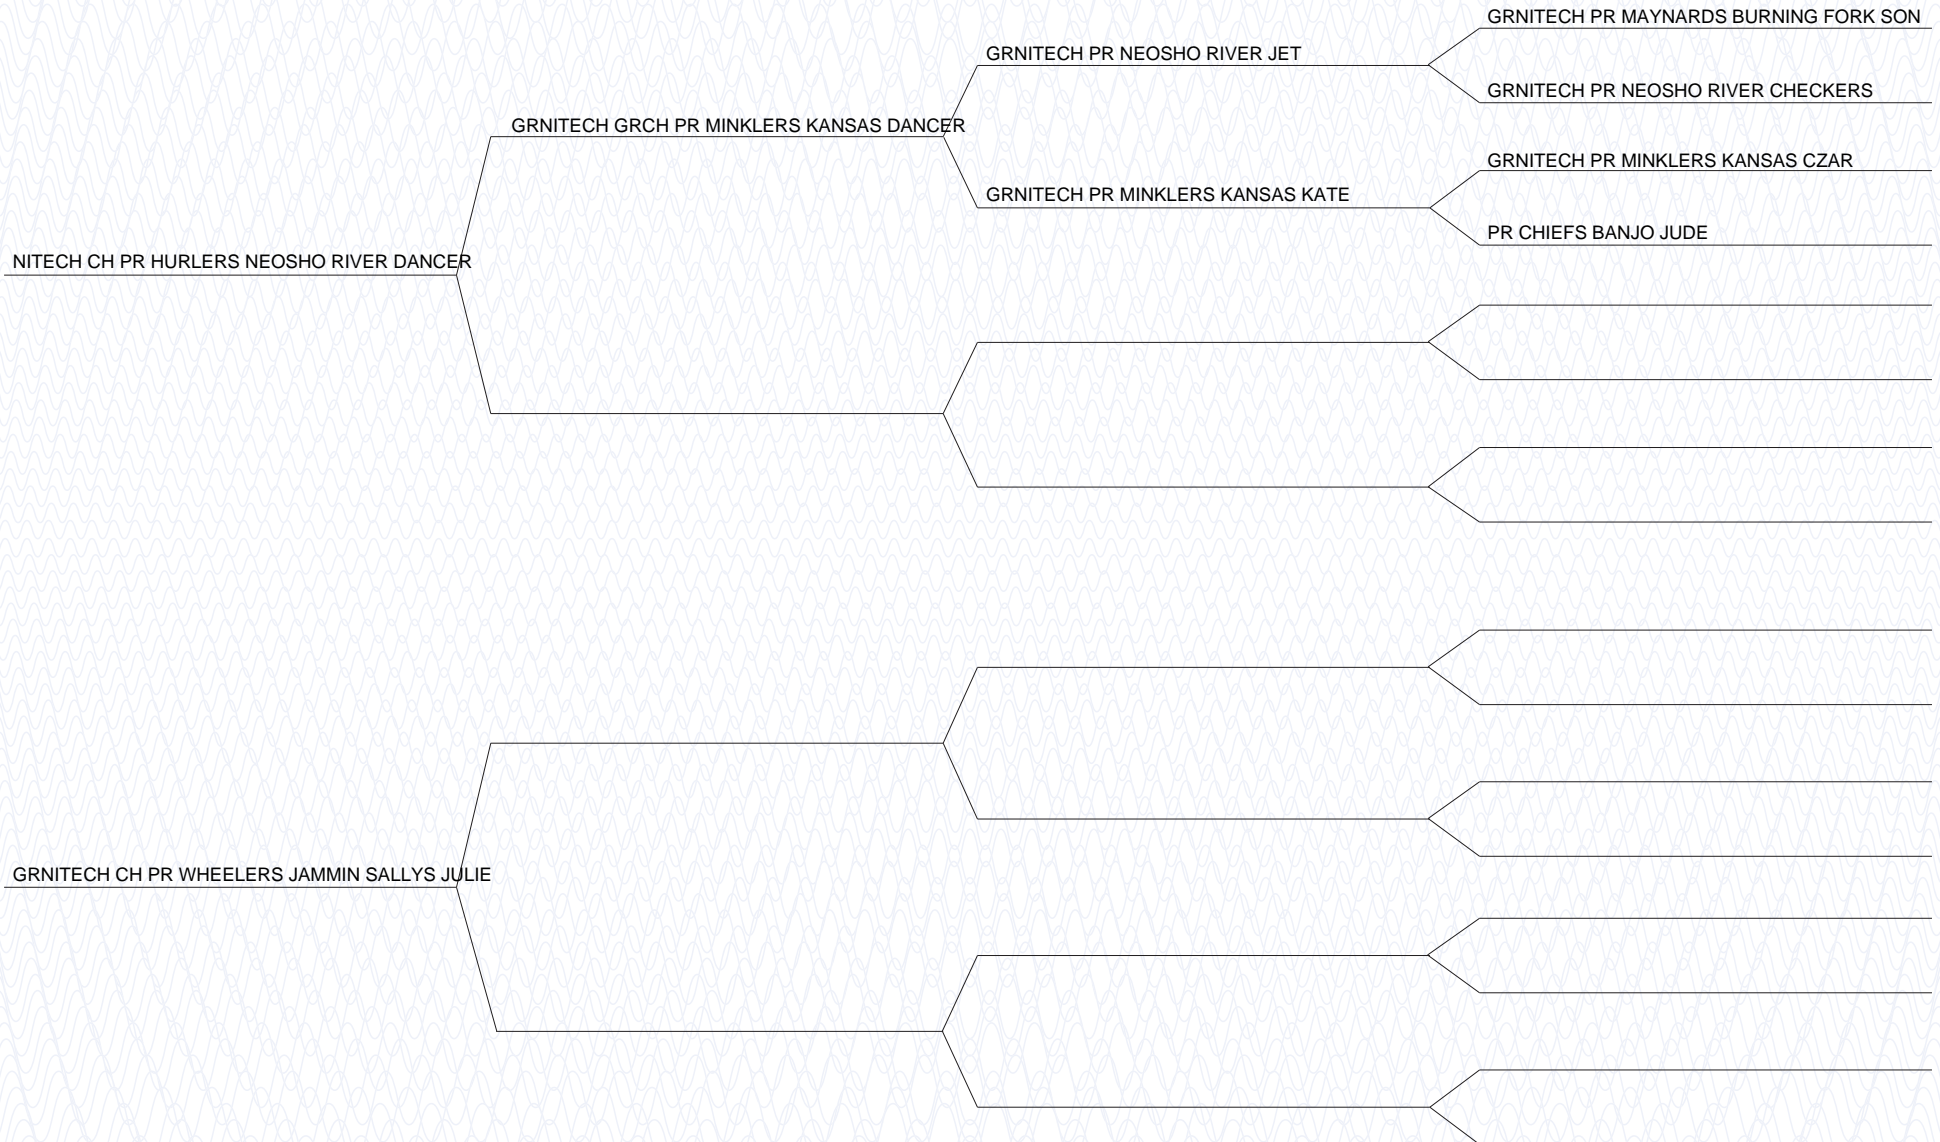 GRNITECH PR MAYNARDS BURNING FORK SON
GRNITECH PR NEOSHO RIVER JET
GRNITECH PR NEOSHO RIVER CHECKERS
GRNITECH GRCH PR MINKLERS KANSAS DANCER
GRNITECH PR MINKLERS KANSAS CZAR
GRNITECH PR MINKLERS KANSAS KATE
PR CHIEFS BANJO JUDE
NITECH CH PR HURLERS NEOSHO RIVER DANCER
GRNITECH CH PR WHEELERS JAMMIN SALLYS JULIE